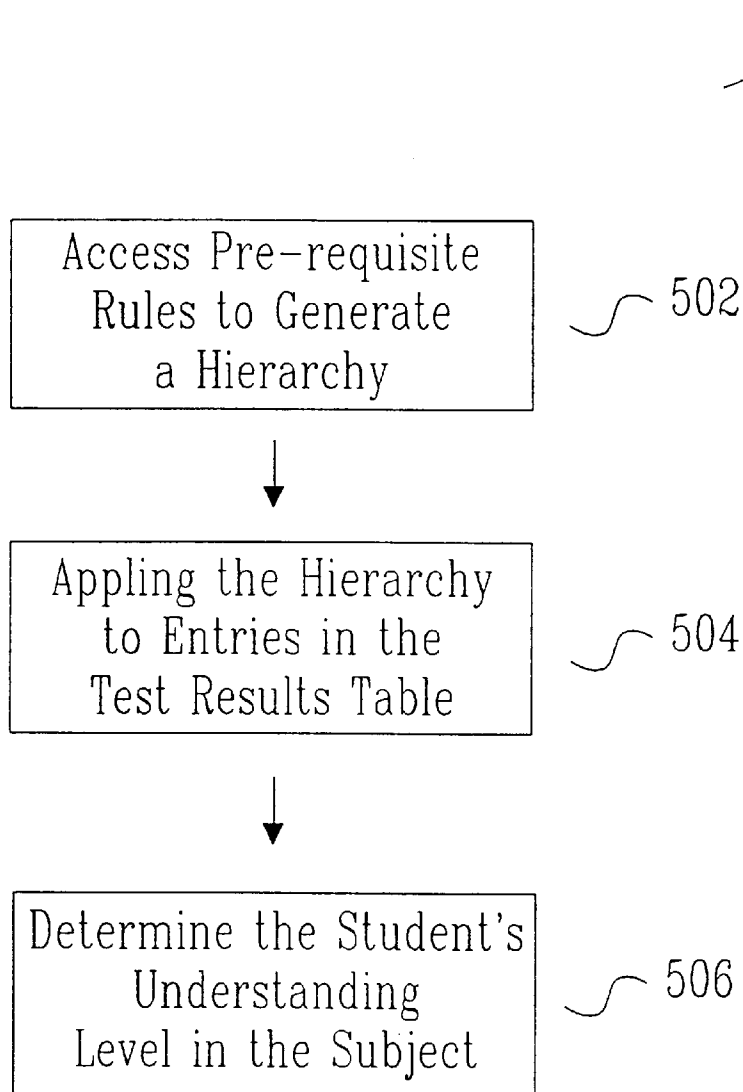 Access Pre-requisite
Rules to Generate
a Hierarchy
502
Appling the Hierarchy
to Entries in the
Test Results Table
504
Determine the Student's
Understanding
Level in the Subject
506